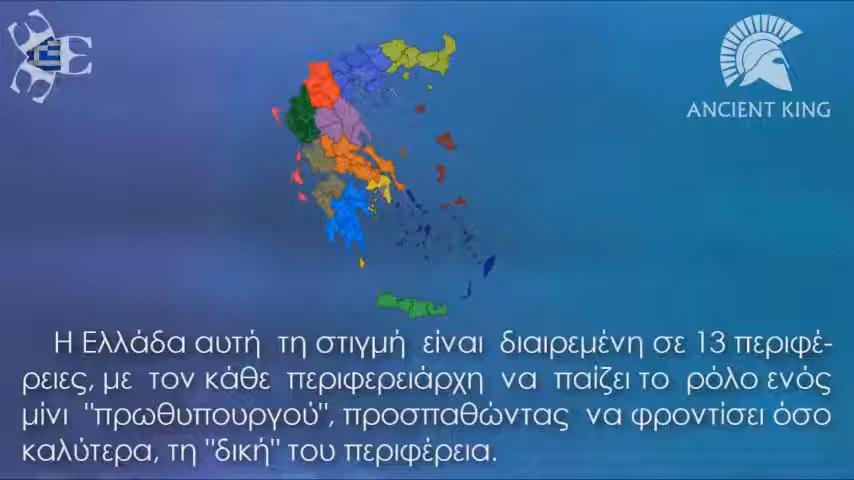 ANCIENT KING
Η Ελλάδα αυτή τη στιγμή είναι διαιρεμένη σε 13 περιφέ-
ρειες, με τον κάθε περιφερειάρχη να παίζει το ρόλο ενός
μίνι "πρωθυπουργού", προσπαθώντας να φροντίσει όσο
καλύτερα, τη "δική" του περιφέρεια.